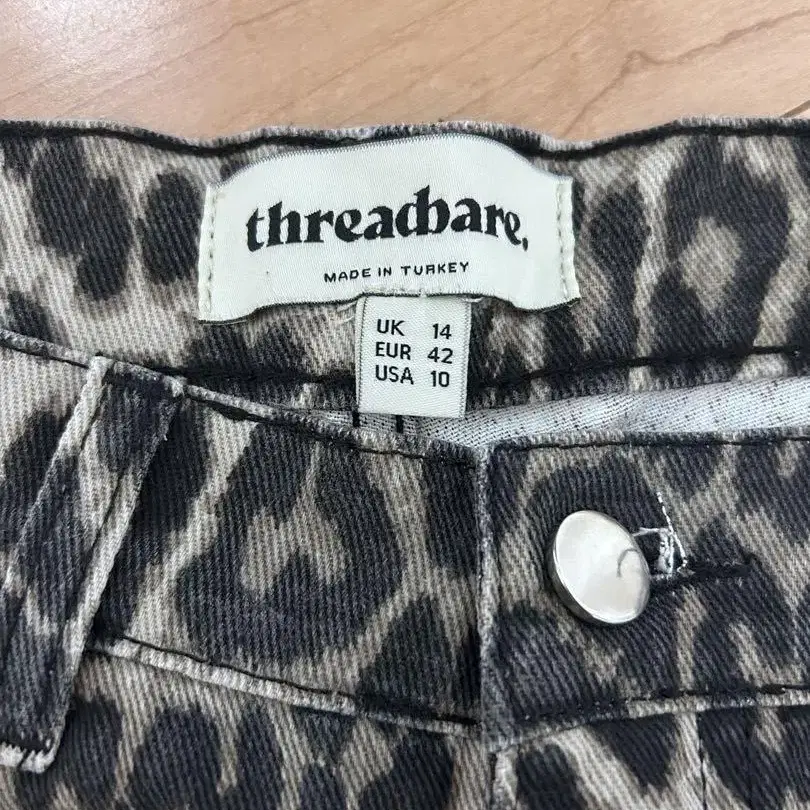 threadbare.
MADE IN TURKEY
UK 14
EUR 42
USA 10